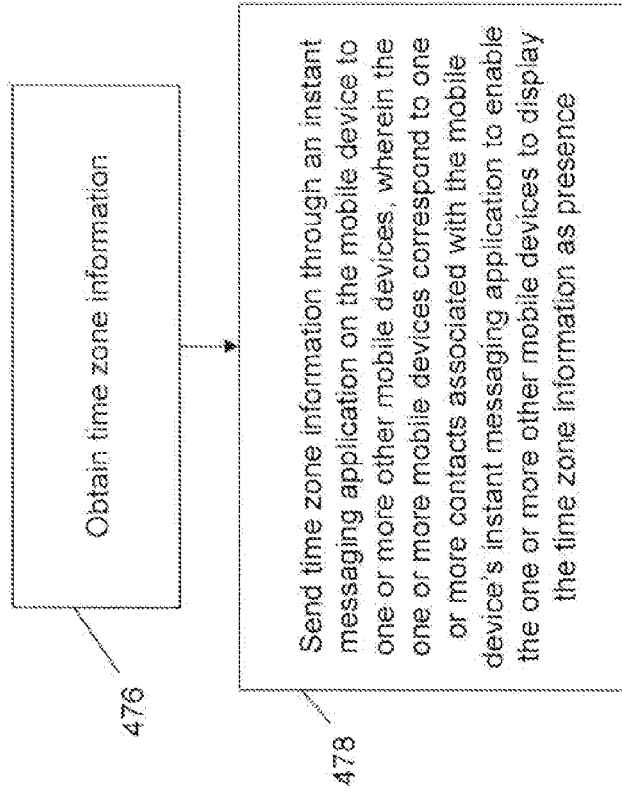 Obtain time zone information
476
Send time zone information through an instant
messaging application on the mobile device to
one or more other mobile devices, wherein the
one or more mobile devices correspond to one
or more contacts associated with the mobile
device's instant messaging application to enable
the one or more other mobile devices to display
the time zone information as presence
478